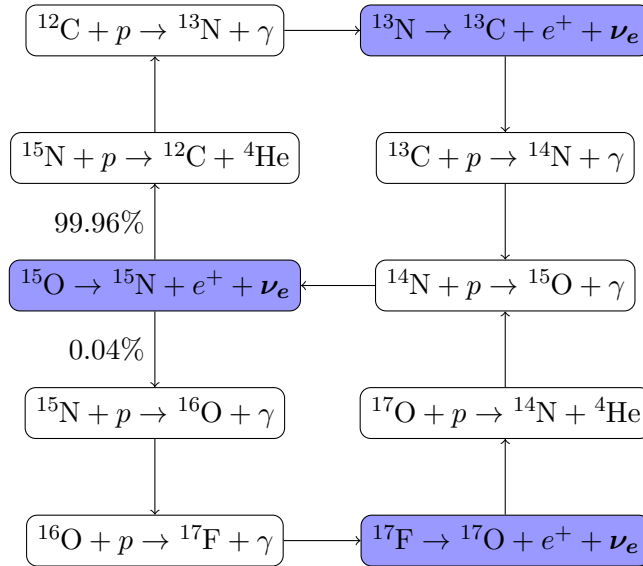 ¹²C + p → ¹³N + γ
¹³N → ¹³C + e⁺ + νₑ
¹⁵N + p → ¹²C + ⁴He
¹³C + p → ¹⁴N + γ
99.96%
¹⁵O → ¹⁵N + e⁺ + νₑ
¹⁴N + p → ¹⁵O + γ
0.04%
¹⁵N + p → ¹⁶O + γ
¹⁷O + p → ¹⁴N + ⁴He
¹⁶O + p → ¹⁷F + γ
¹⁷F → ¹⁷O + e⁺ + νₑ